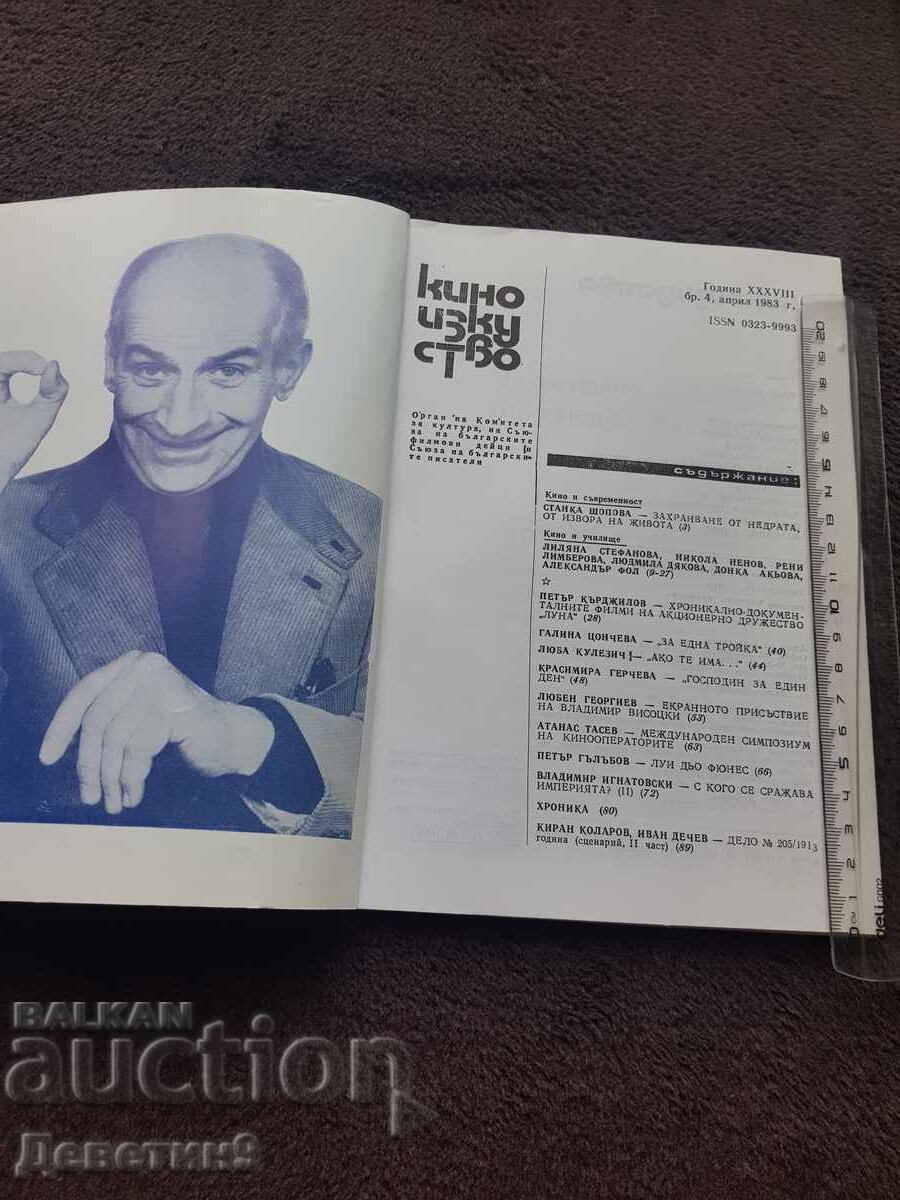 кино
изку
ство
Орган на Комитета
за култура, на Съю-
за на българските
филмови дейци и
Съюза на български-
те писатели
Година XXXVIII
бр. 4, април 1983 г,
ISSN 0323-9993
съдържание:
Кино и съвременност
СТАНКА ШОПОВА — ЗАХРАНВАНЕ ОТ НЕДРАТА,
ОТ ИЗВОРА НА ЖИВОТА (3)
Кино и училище
ЛИЛЯНА СТЕФАНОВА, НИКОЛА НЕНОВ, РЕНИ
ЛИМБЕРОВА, ЛЮДМИЛА ДЯКОВА, ДОНКА АКЬОВА,
АЛЕКСАНДЪР ФОЛ (9-27)
☆
ПЕТЪР КЪРДЖИЛОВ — ХРОНИКАЛНО-ДОКУМЕН-
ТАЛНИТЕ ФИЛМИ НА АКЦИОНЕРНО ДРУЖЕСТВО
„ЛУНА“ (28)
ГАЛИНА ЦОНЧЕВА — „ЗА ЕДНА ТРОЙКА“ (40)
ЛЮБА КУЛЕЗИЧ — „АКО ТЕ ИМА. . .“ (44)
КРАСИМИРА ГЕРЧЕВА — „ГОСПОДИН ЗА ЕДИН
ДЕН“ (48)
ЛЮБЕН ГЕОРГИЕВ — ЕКРАННОТО ПРИСЪСТВИЕ
НА ВЛАДИМИР ВИСОЦКИ (53)
АТАНАС ТАСЕВ — МЕЖДУНАРОДЕН СИМПОЗИУМ
НА КИНООПЕРАТОРИТЕ (63)
ПЕТЪР ГЪЛЪБОВ — ЛУИ ДЬО ФЮНЕС (66)
ВЛАДИМИР ИГНАТОВСКИ — С КОГО СЕ СРАЖАВА
ИМПЕРИЯТА? (II) (72)
ХРОНИКА (80)
КИРАН КОЛАРОВ, ИВАН ДЕЧЕВ — ДЕЛО № 205/1913
година (сценарий, II част) (89)
deli
BALKAN
auction
Деветин9